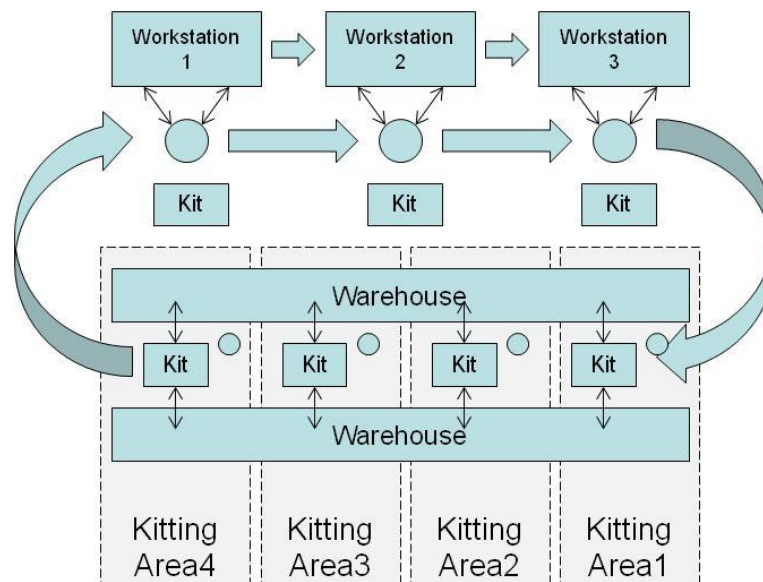 Workstation
1
Workstation
2
Workstation
3
Kit
Kit
Kit
Warehouse
Kit
Kit
Kit
Kit
Warehouse
Kitting
Area4
Kitting
Area3
Kitting
Area2
Kitting
Area1